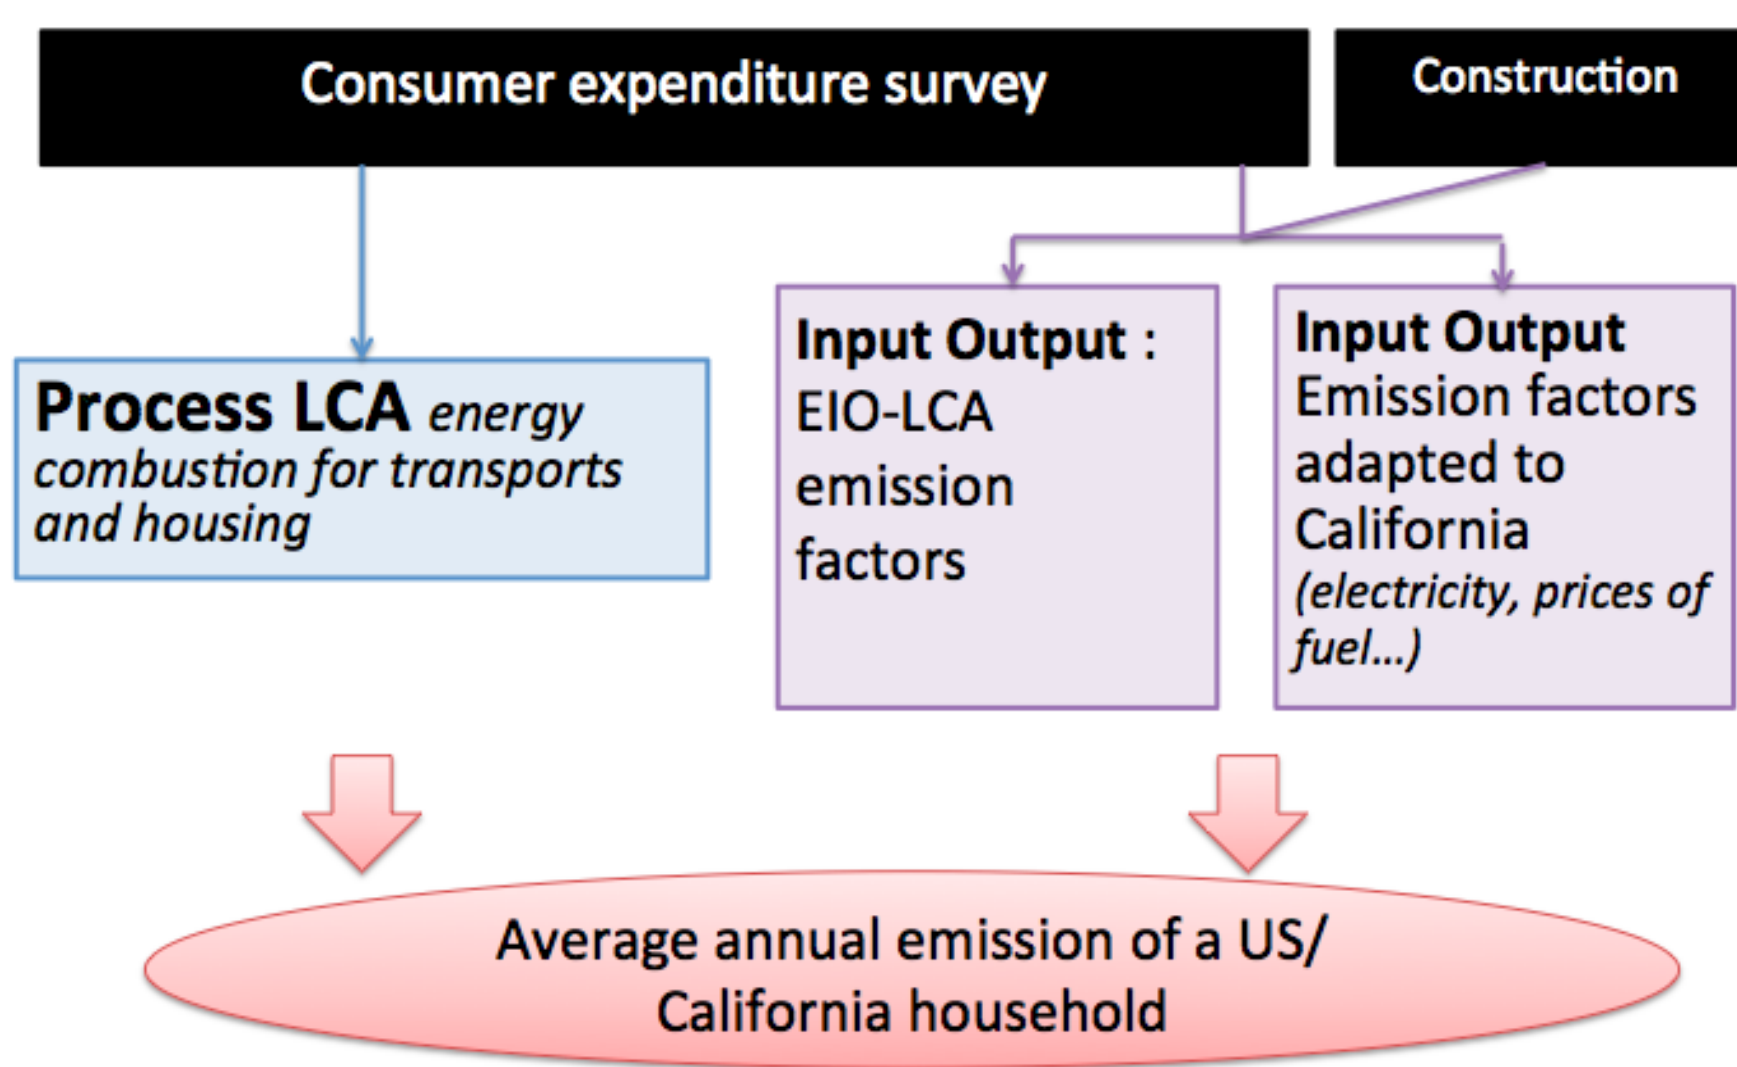 Consumer expenditure survey
Construction
Process LCA energy
combustion for transports
and housing
Input Output :
EIO-LCA
emission
factors
Input Output
Emission factors
adapted to
California
(electricity, prices of
fuel...)
Average annual emission of a US/
California household